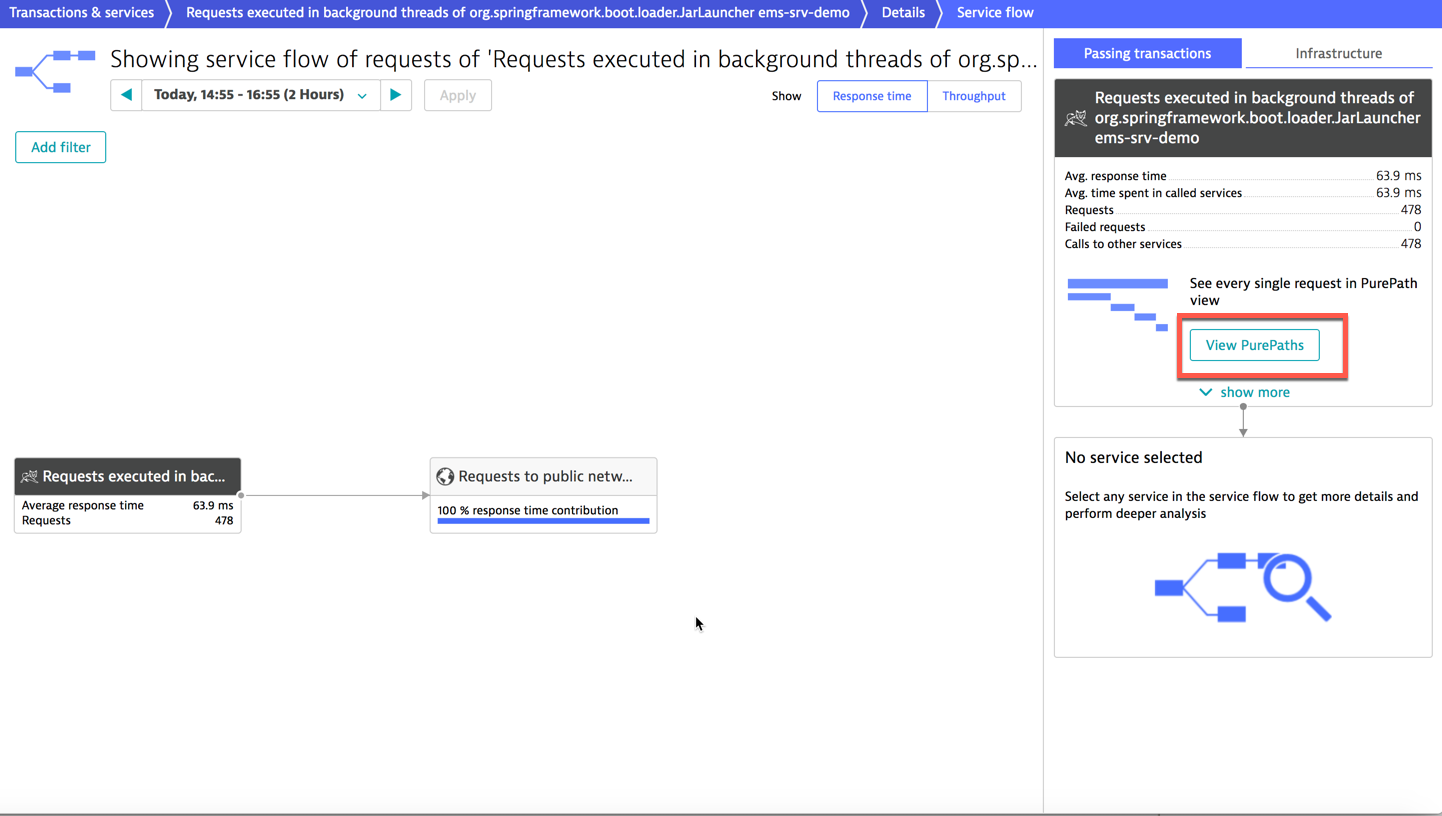 Transactions & services
Requests executed in background threads of org.springframework.boot.loader.JarLauncher ems-srv-demo
Details
Service flow
Showing service flow of requests of 'Requests executed in background threads of org.sp...
Today, 14:55 - 16:55 (2 Hours)
Apply
Show
Response time
Throughput
Add filter
Requests executed in bac...
Average response time 63.9 ms
Requests 478
Requests to public netw...
100 % response time contribution
Passing transactions
Infrastructure
Requests executed in background threads of
org.springframework.boot.loader.JarLauncher
ems-srv-demo
Avg. response time 63.9 ms
Avg. time spent in called services 63.9 ms
Requests 478
Failed requests 0
Calls to other services 478
See every single request in PurePath
view
View PurePaths
show more
No service selected
Select any service in the service flow to get more details and
perform deeper analysis